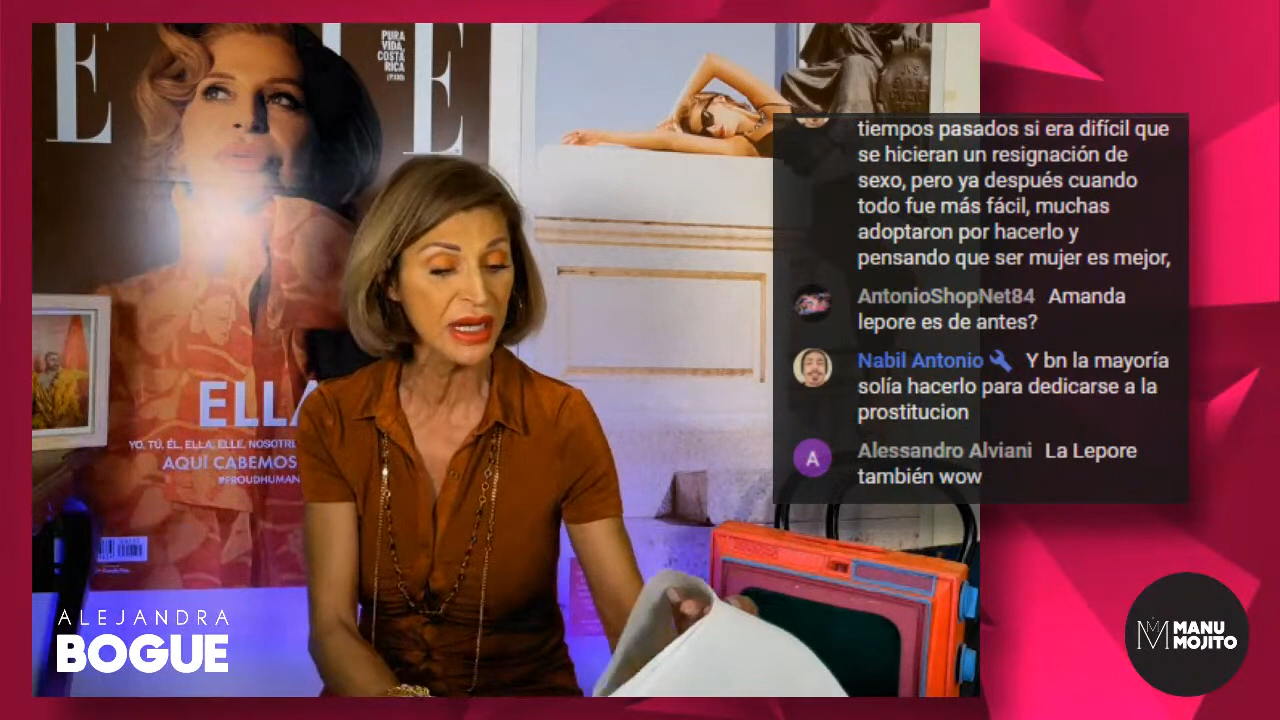 E E E
PURA
VIDA,
COSTA
RICA
ELLA
YO, TÚ, ÉL, ELLA, ELLE, NOSOTRE
AQUÍ CABEMOS
#PROUDHUMAN
tiempos pasados si era difícil que
se hicieran un resignación de
sexo, pero ya después cuando
todo fue más fácil, muchas
adoptaron por hacerlo y
pensando que ser mujer es mejor,
AntonioShopNet84 Amanda
lepore es de antes?
Nabil Antonio Y bn la mayoría
solía hacerlo para dedicarse a la
prostitucion
A Alessandro Alviani La Lepore
también wow
ALEJANDRA
BOGUE
M MANU
MOJITO